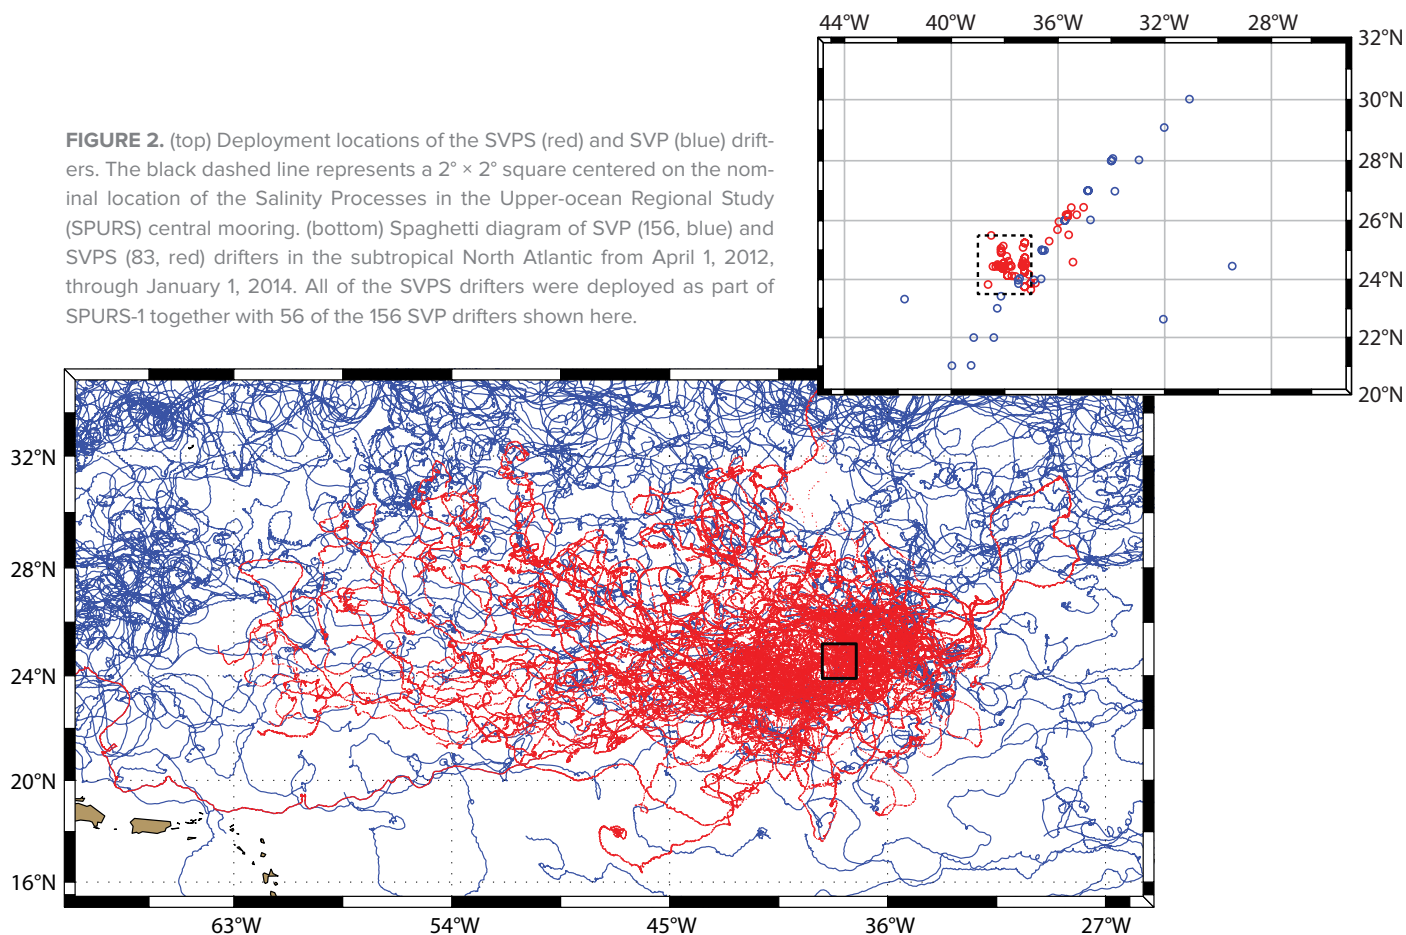 44°W 40°W 36°W 32°W 28°W
32°N
30°N
28°N
26°N
24°N
22°N
20°N
FIGURE 2. (top) Deployment locations of the SVPS (red) and SVP (blue) drift-
ers. The black dashed line represents a 2° × 2° square centered on the nom-
inal location of the Salinity Processes in the Upper-ocean Regional Study
(SPURS) central mooring. (bottom) Spaghetti diagram of SVP (156, blue) and
SVPS (83, red) drifters in the subtropical North Atlantic from April 1, 2012,
through January 1, 2014. All of the SVPS drifters were deployed as part of
SPURS-1 together with 56 of the 156 SVP drifters shown here.
32°N
28°N
24°N
20°N
16°N
63°W 54°W 45°W 36°W 27°W